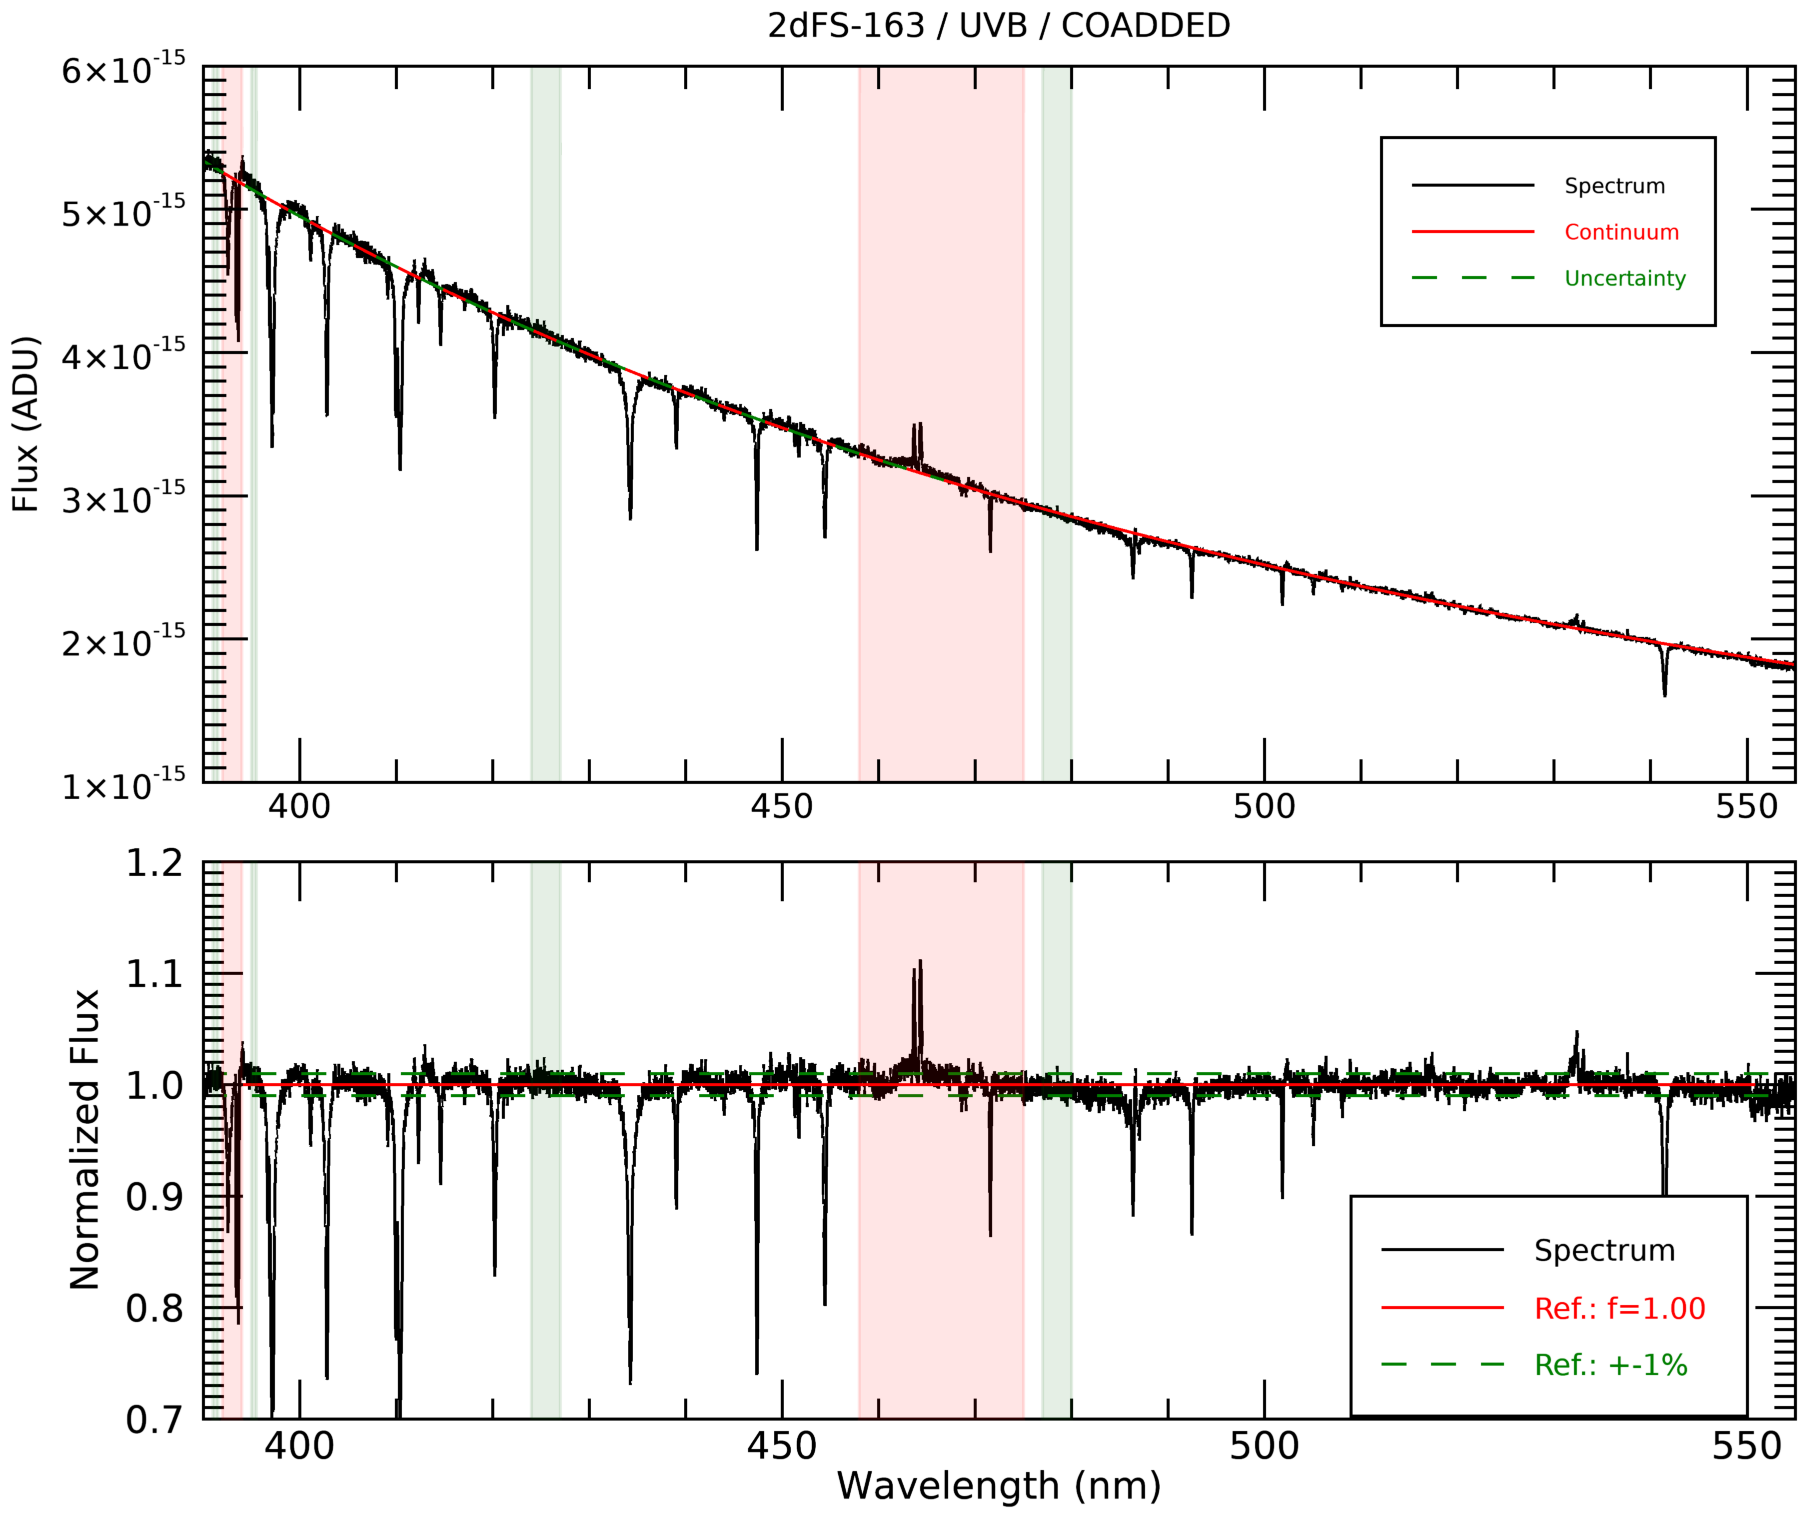 2dFS-163 / UVB / COADDED
6×10⁻¹⁵
5×10⁻¹⁵
4×10⁻¹⁵
3×10⁻¹⁵
2×10⁻¹⁵
1×10⁻¹⁵
Flux (ADU)
Spectrum
Continuum
Uncertainty
400 450 500 550
1.2
1.1
1.0
0.9
0.8
0.7
Normalized Flux
Spectrum
Ref.: f=1.00
Ref.: +-1%
400 450 500 550
Wavelength (nm)